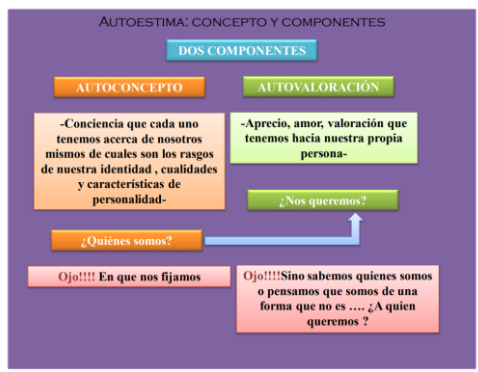 AUTOESTIMA: CONCEPTO Y COMPONENTES
DOS COMPONENTES
AUTOCONCEPTO
-Conciencia que cada uno
tenemos acerca de nosotros
mismos de cuales son los rasgos
de nuestra identidad , cualidades
y características de
personalidad-
AUTOVALORACIÓN
-Aprecio, amor, valoración que
tenemos hacia nuestra propia
persona-
¿Nos queremos?
¿Quiénes somos?
Ojo!!!! En que nos fijamos
Ojo!!!!Sino sabemos quienes somos
o pensamos que somos de una
forma que no es …. ¿A quien
queremos ?